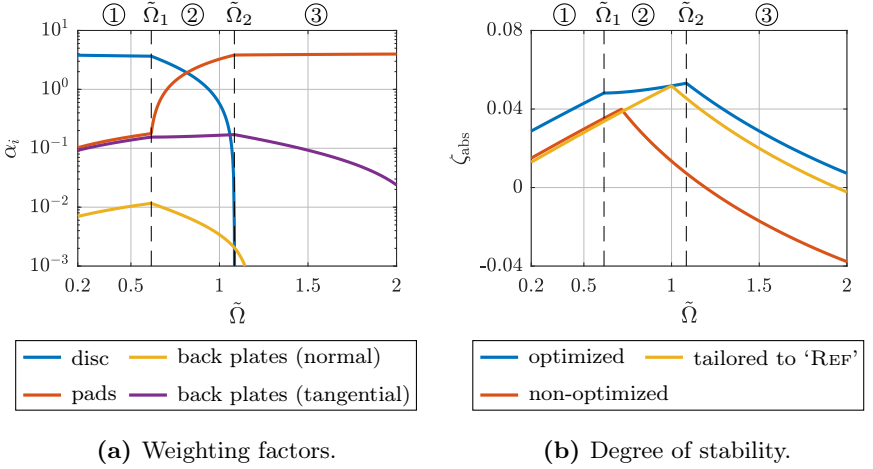 ① Ω̃₁ ② Ω̃₂ ③
10¹
10⁰
10⁻¹
10⁻²
10⁻³
αᵢ
0.2 0.5 1 1.5 2
Ω̃
disc
back plates (normal)
pads
back plates (tangential)
(a) Weighting factors.
① Ω̃₁ ② Ω̃₂ ③
0.08
0.04
0
-0.04
ζabs
0.2 0.5 1 1.5 2
Ω̃
optimized
tailored to ‘REF’
non-optimized
(b) Degree of stability.